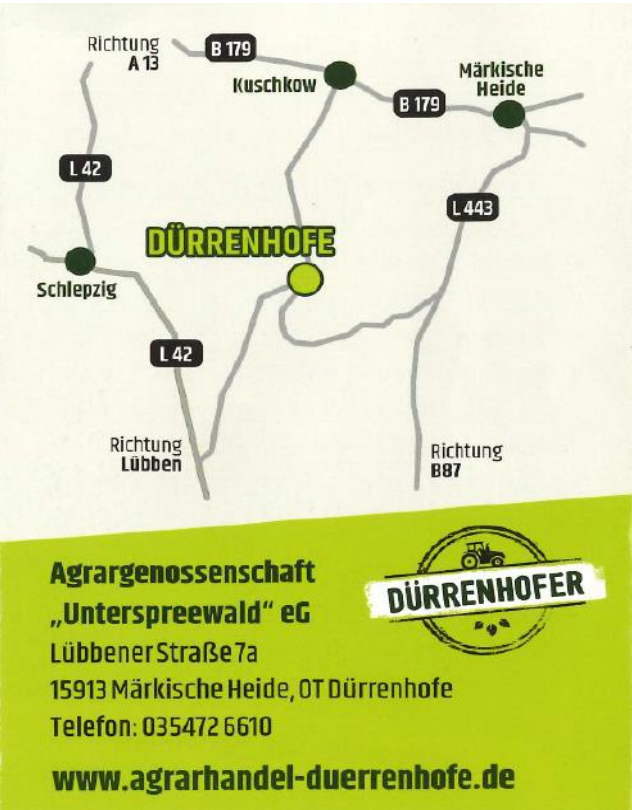 Richtung
A 13
B 179
Kuschkow
Märkische
Heide
B 179
L 42
L 443
DÜRRENHOFE
Schlepzig
L 42
Richtung
Lübben
Richtung
B87
Agrargenossenschaft
„Unterspreewald“ eG
Lübbener Straße 7a
15913 Märkische Heide, OT Dürrenhofe
Telefon: 035472 6610
www.agrarhandel-duerrenhofe.de
DÜRRENHOFER